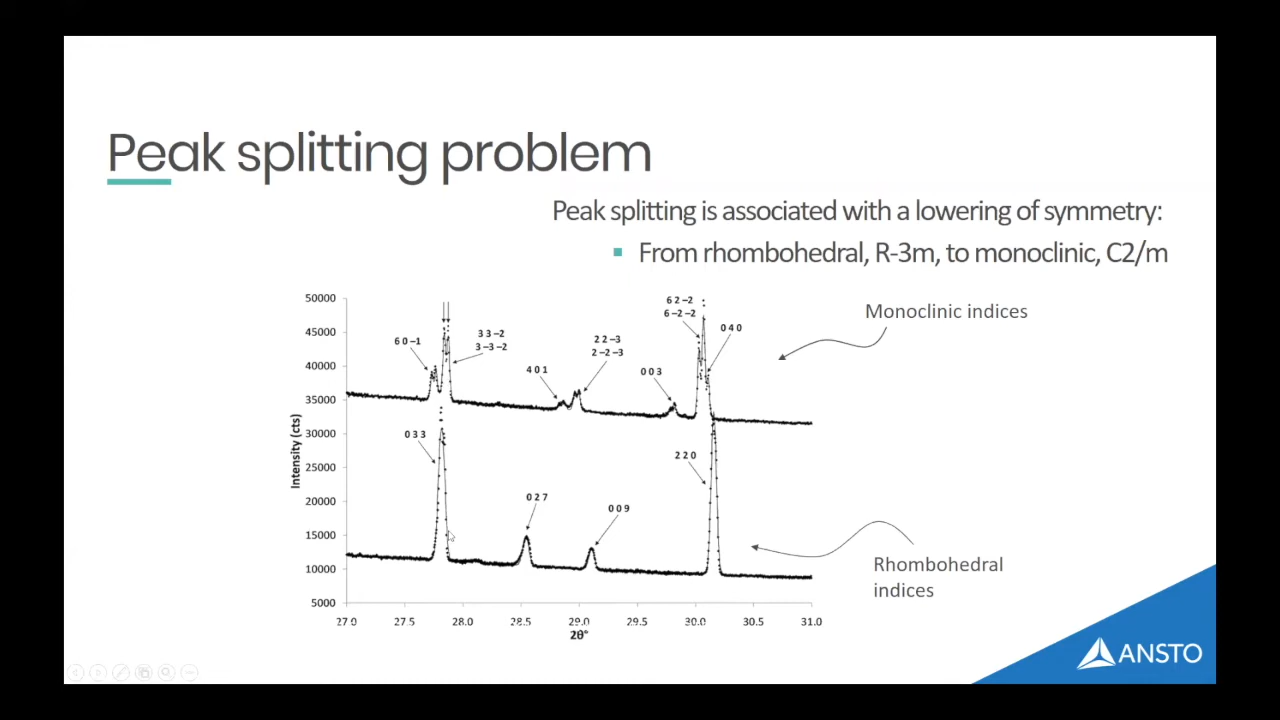 Peak splitting problem
Peak splitting is associated with a lowering of symmetry:
From rhombohedral, R-3m, to monoclinic, C2/m
Monoclinic indices
50000
45000
40000
35000
30000
25000
20000
15000
10000
5000
Intensity (cts)
6 0 -1
3 3 -2
3 -3 -2
4 0 1
2 2 -3
2 -2 -3
0 0 3
6 2 -2
6 -2 -2
0 4 0
0 3 3
0 2 7
0 0 9
2 2 0
27.0
27.5
28.0
28.5
29.0
29.5
30.0
30.5
31.0
2θ°
Rhombohedral
indices
ANSTO